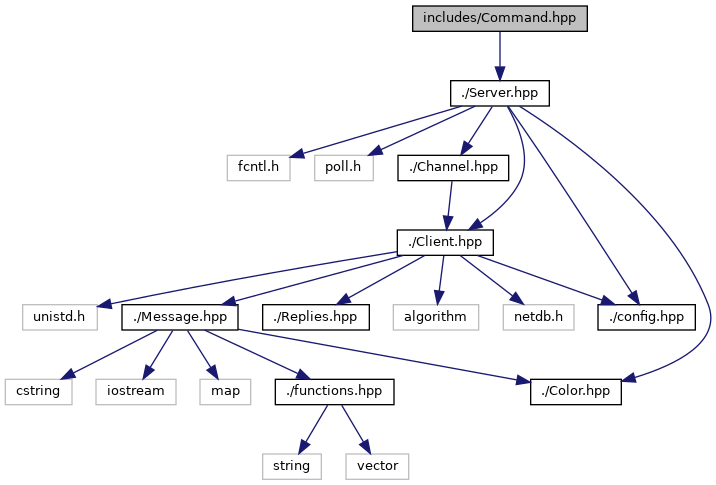 includes/Command.hpp
./Server.hpp
fcntl.h
poll.h
./Channel.hpp
./Client.hpp
unistd.h
./Message.hpp
./Replies.hpp
algorithm
netdb.h
./config.hpp
cstring
iostream
map
./functions.hpp
./Color.hpp
string
vector